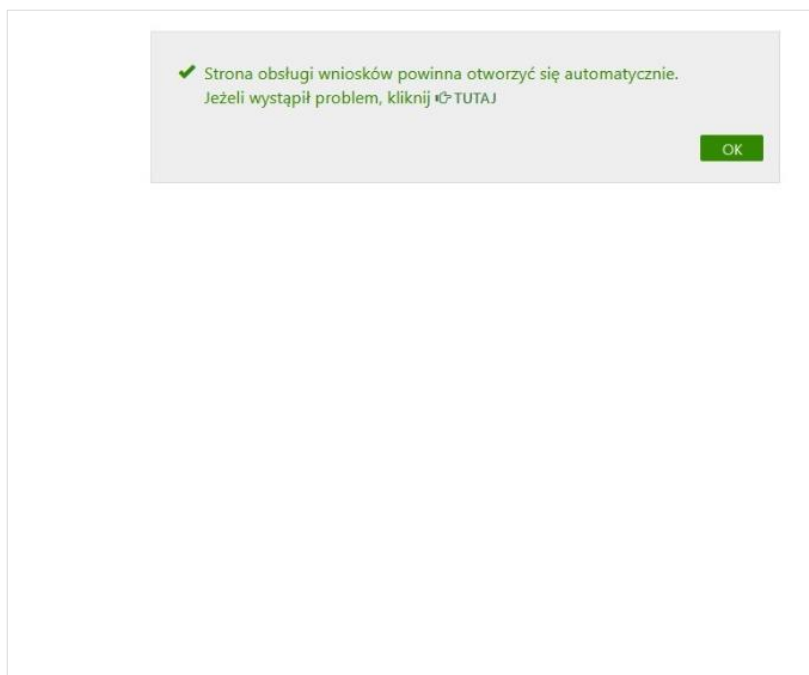 Strona obsługi wniosków powinna otworzyć się automatycznie.
Jeżeli wystąpił problem, kliknij TUTAJ
OK